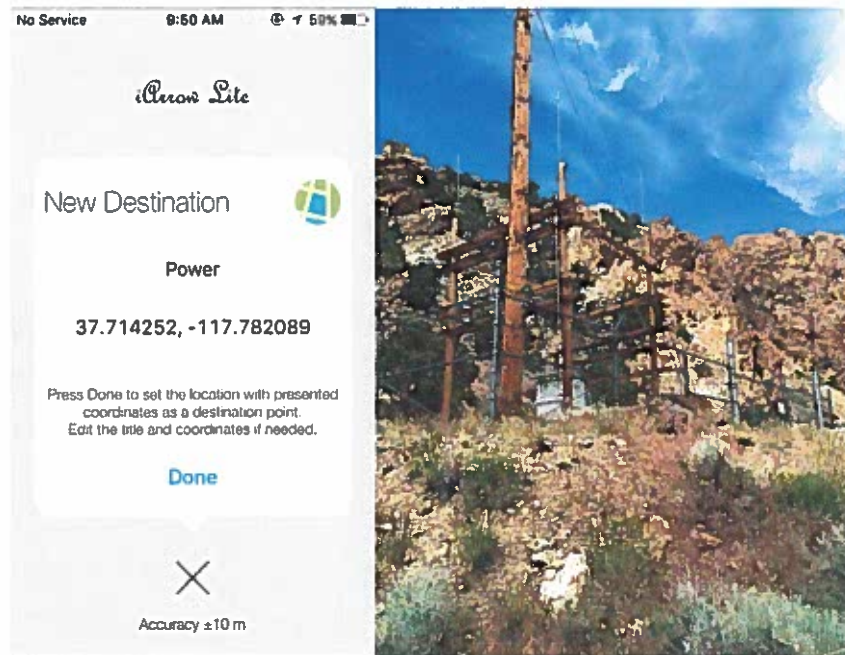 No Service 9:50 AM 59%
iArrow Lite
New Destination
Power
37.714252, -117.782089
Press Done to set the location with presented
coordinates as a destination point.
Edit the title and coordinates if needed.
Done
Accuracy ±10 m